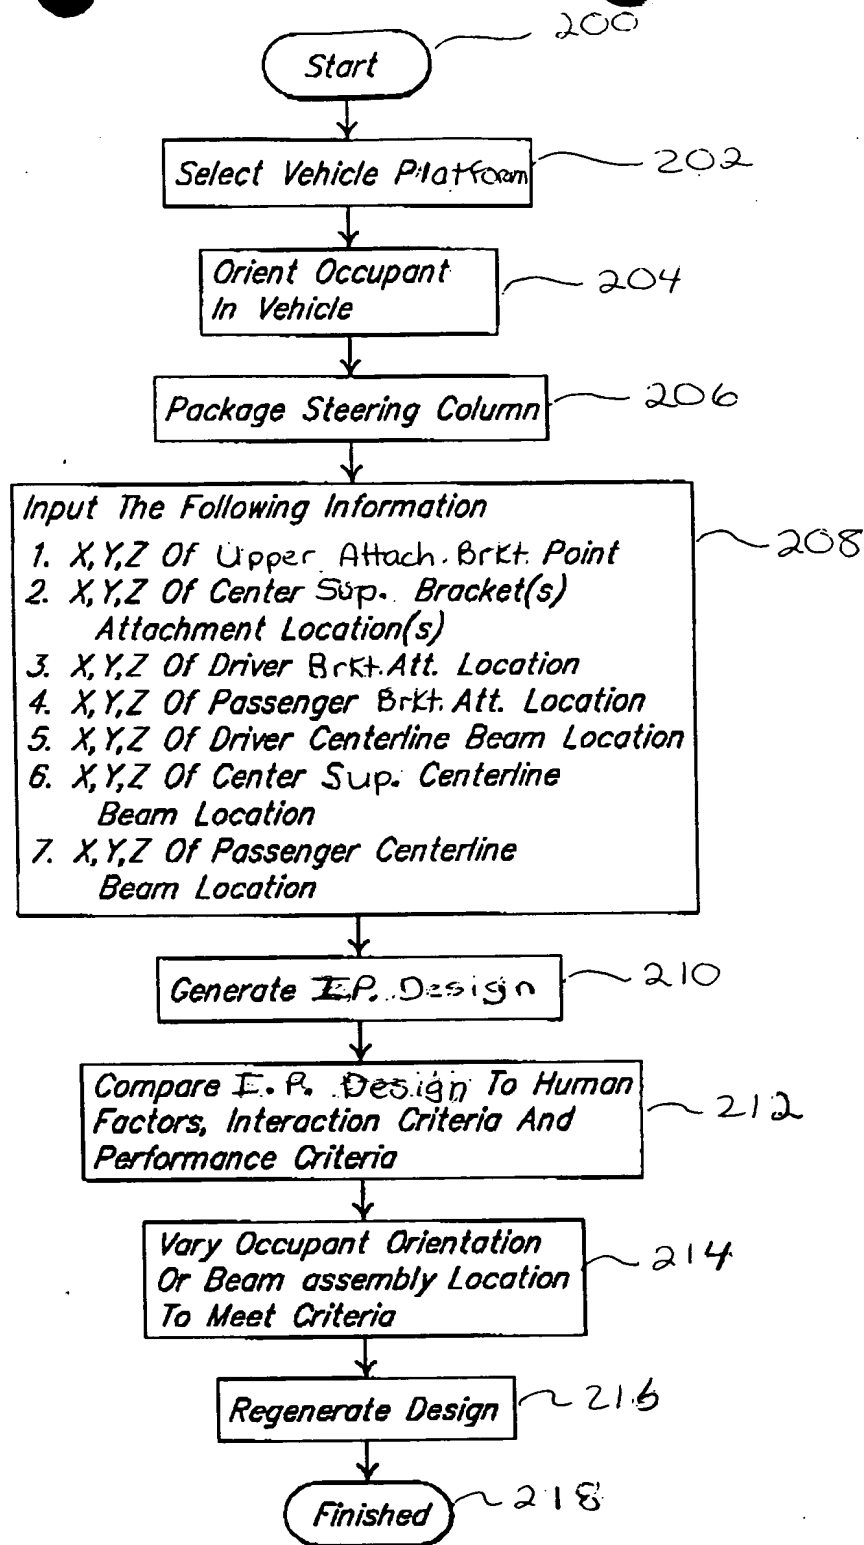 200
Start
Select Vehicle Platform
202
Orient Occupant
In Vehicle
204
Package Steering Column
206
Input The Following Information
208
1. X,Y,Z Of Upper Attach. Brkt. Point
2. X,Y,Z Of Center Sup. Bracket(s)
Attachment Location(s)
3. X,Y,Z Of Driver Brkt. Att. Location
4. X,Y,Z Of Passenger Brkt. Att. Location
5. X,Y,Z Of Driver Centerline Beam Location
6. X,Y,Z Of Center Sup. Centerline
Beam Location
7. X,Y,Z Of Passenger Centerline
Beam Location
Generate I.P. Design
210
Compare I.P. Design To Human
Factors, Interaction Criteria And
Performance Criteria
212
Vary Occupant Orientation
Or Beam assembly Location
To Meet Criteria
214
Regenerate Design
216
Finished
218